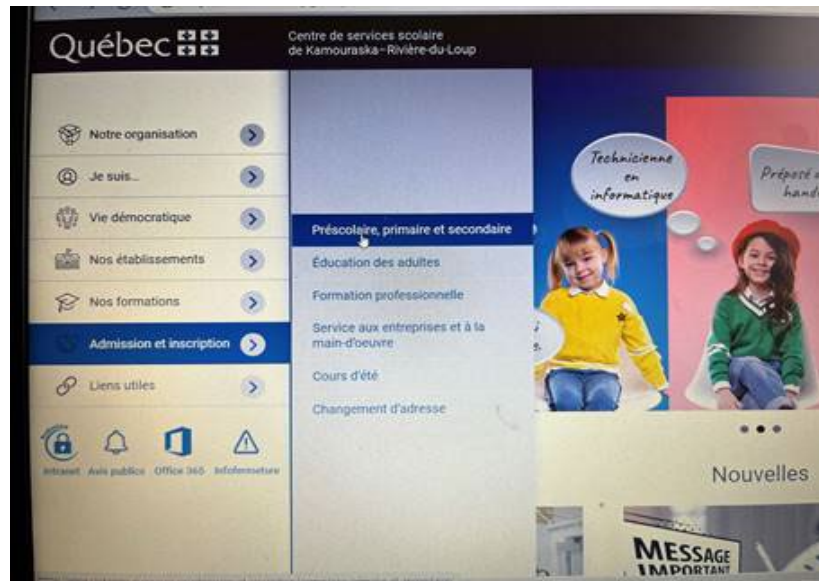 Québec
Centre de services scolaire
de Kamouraska–Rivière-du-Loup
Notre organisation
Je suis...
Vie démocratique
Nos établissements
Nos formations
Admission et inscription
Liens utiles
Intranet
Avis publics
Office 365
Infofermeture
Préscolaire, primaire et secondaire
Éducation des adultes
Formation professionnelle
Service aux entreprises et à la
main-d'oeuvre
Cours d'été
Changement d'adresse
Technicienne
en
informatique
Préposé
Nouvelles
MESSAGE
IMPORTANT